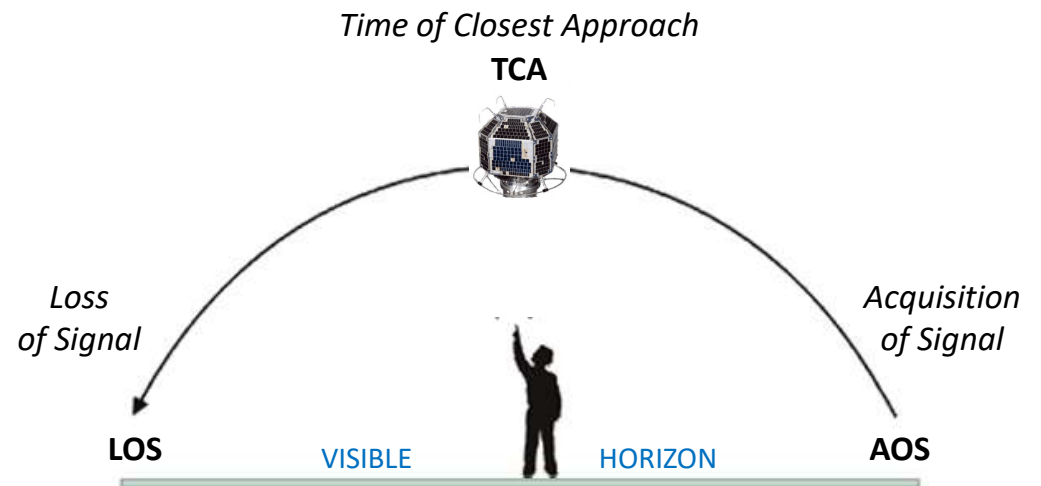 Time of Closest Approach
TCA
Loss
of Signal
Acquisition
of Signal
LOS
VISIBLE
HORIZON
AOS